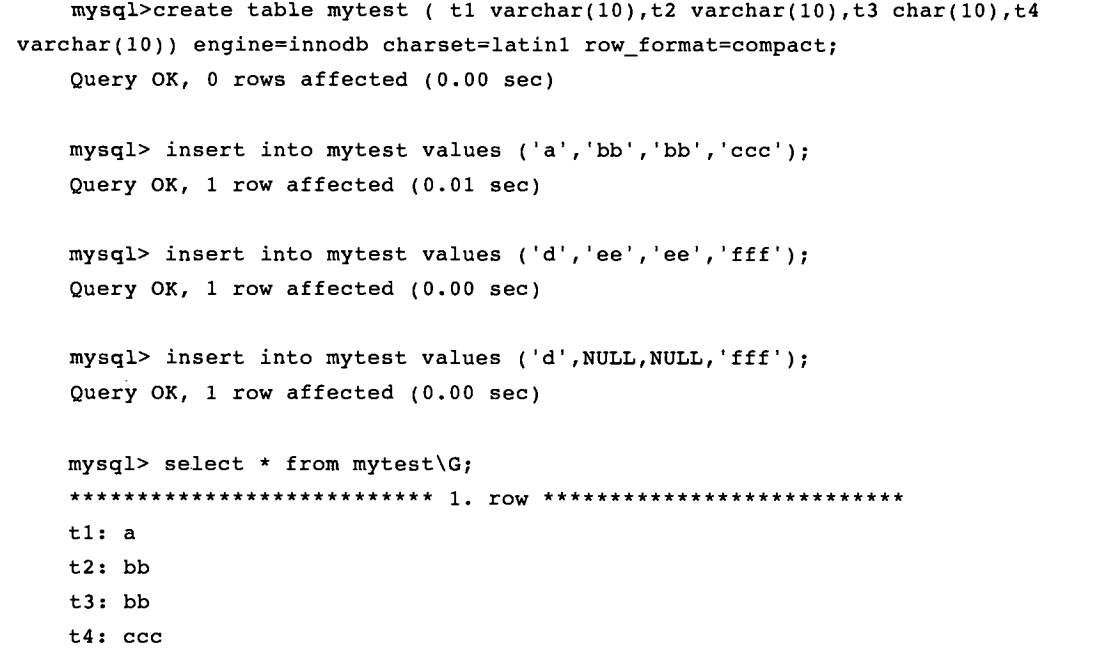 mysql>create table mytest ( t1 varchar(10),t2 varchar(10),t3 char(10),t4
varchar(10)) engine=innodb charset=latin1 row_format=compact;
Query OK, 0 rows affected (0.00 sec)
mysql> insert into mytest values ('a','bb','bb','ccc');
Query OK, 1 row affected (0.01 sec)
mysql> insert into mytest values ('d','ee','ee','fff');
Query OK, 1 row affected (0.00 sec)
mysql> insert into mytest values ('d',NULL,NULL,'fff');
Query OK, 1 row affected (0.00 sec)
mysql> select * from mytest\G;
*************************** 1. row ***************************
t1: a
t2: bb
t3: bb
t4: ccc